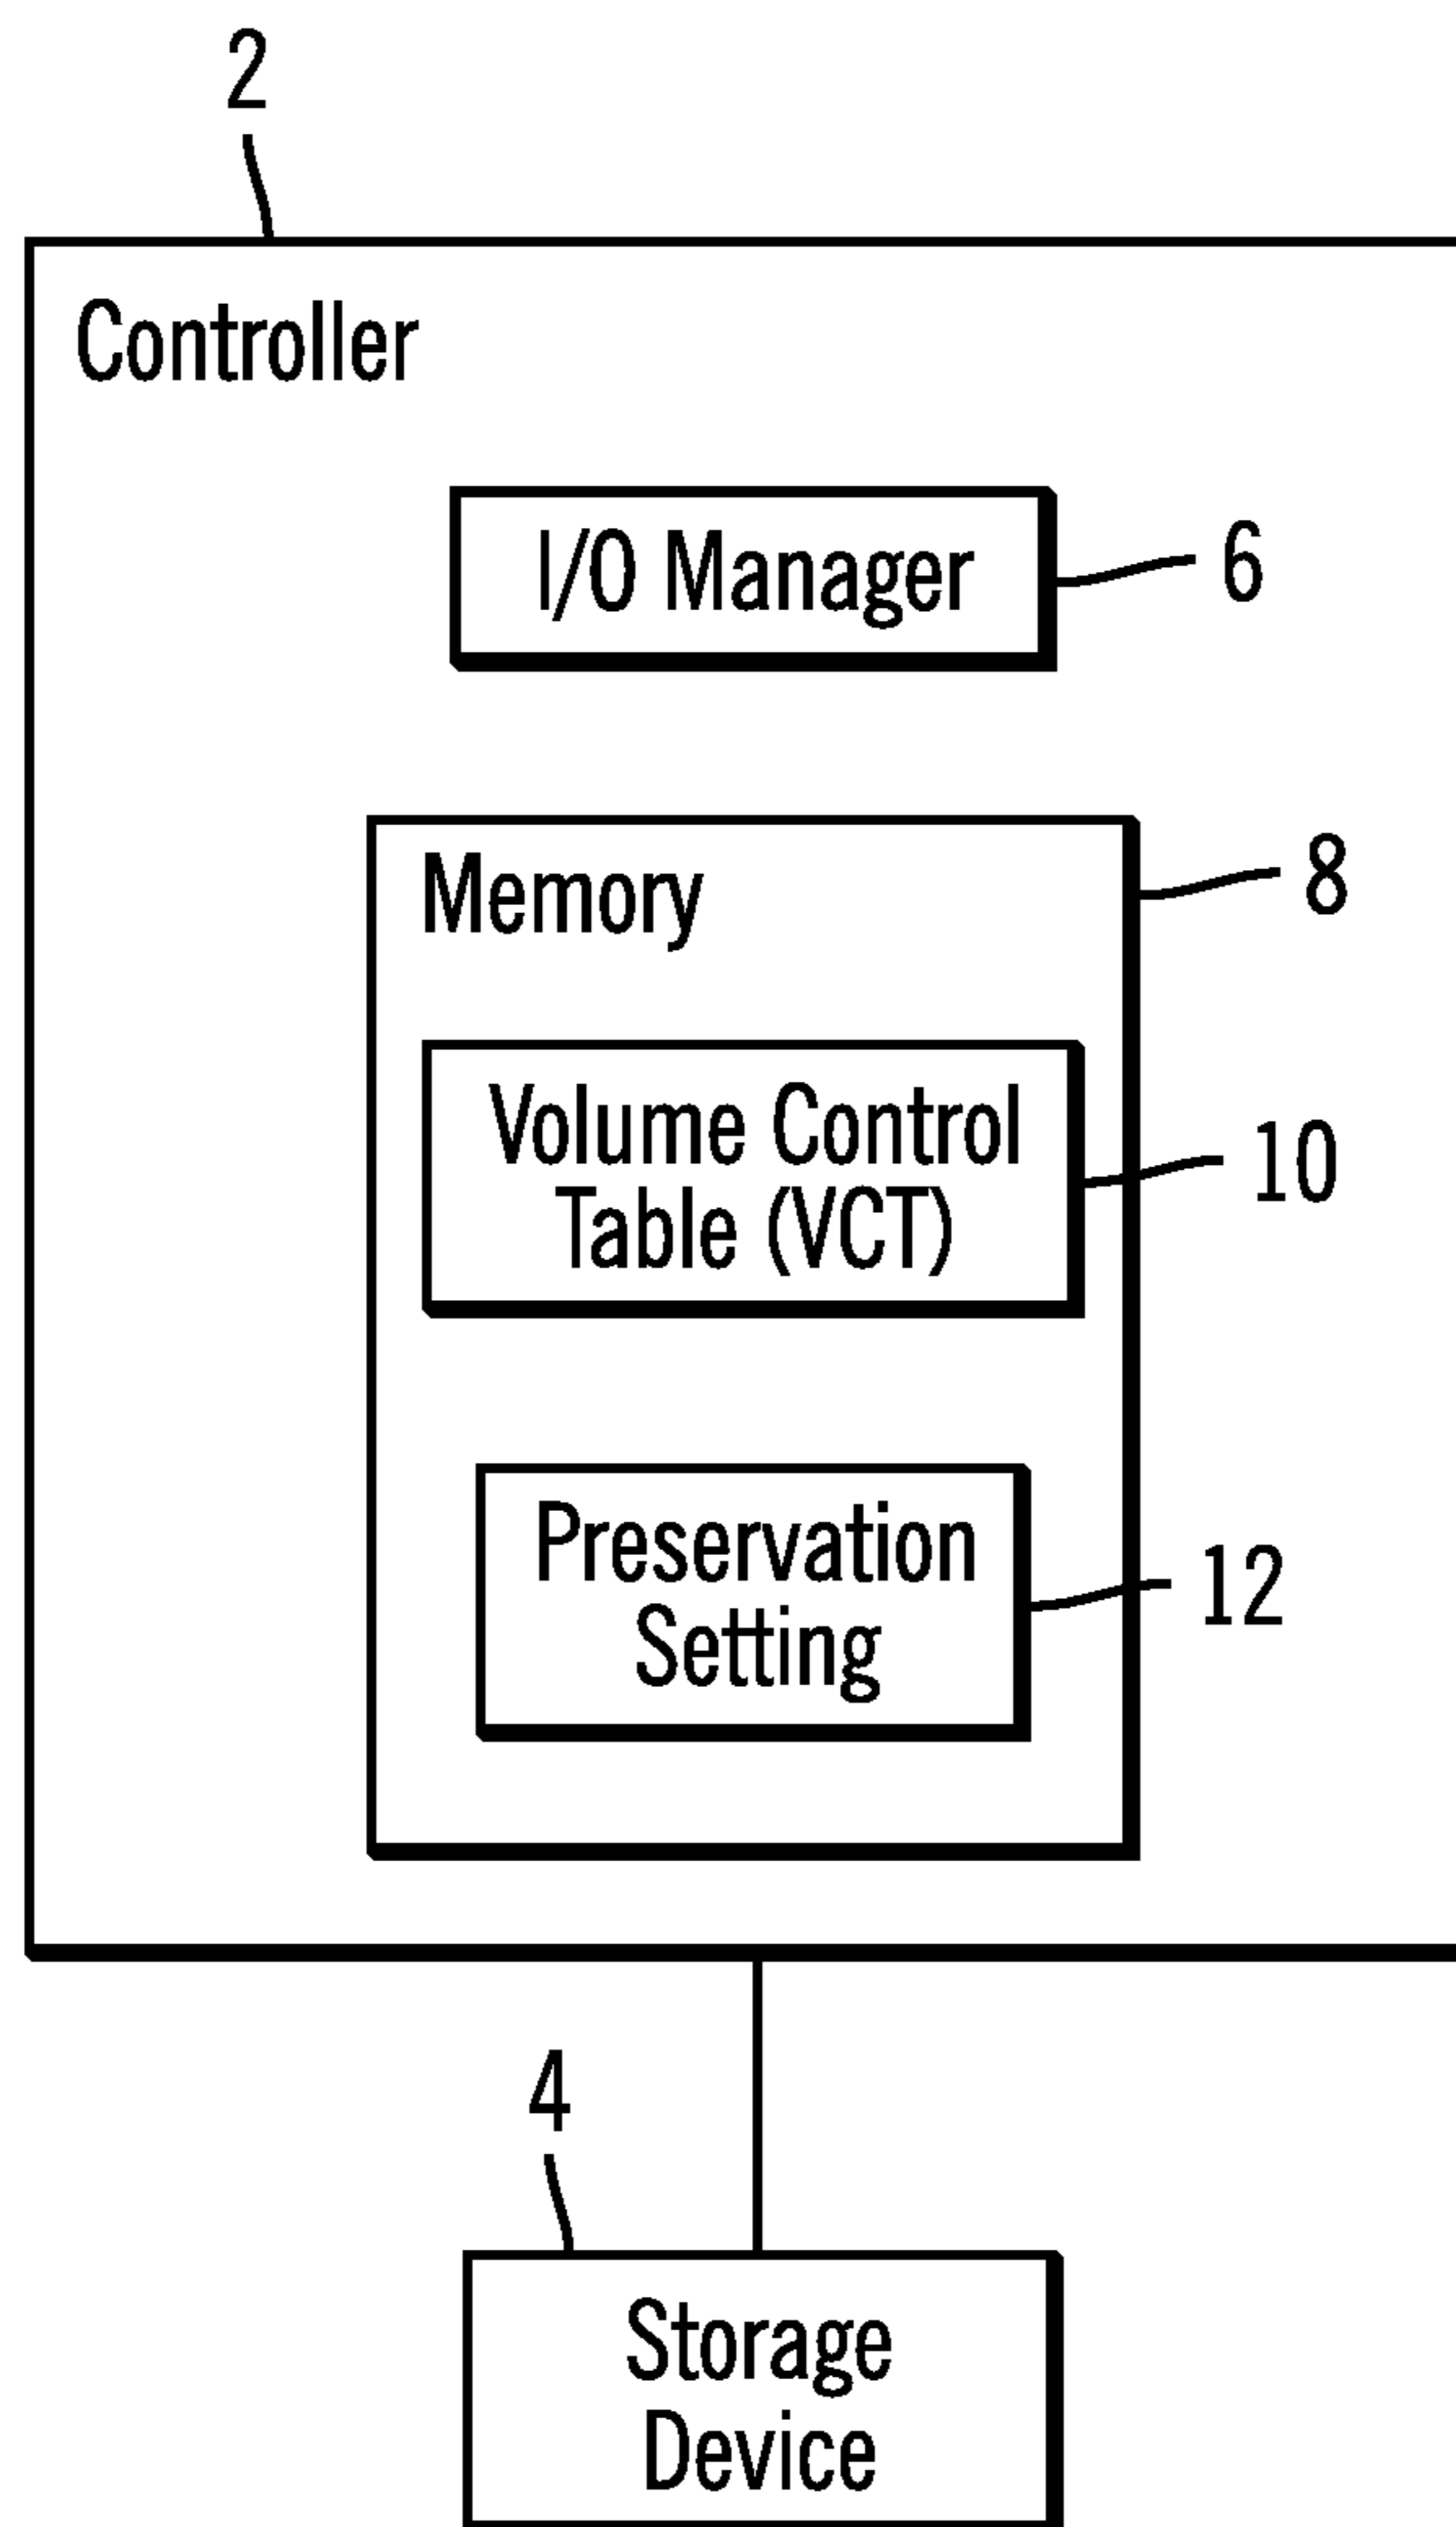 2
Controller
I/O Manager
6
Memory
8
Volume Control
Table (VCT)
10
Preservation
Setting
12
4
Storage
Device